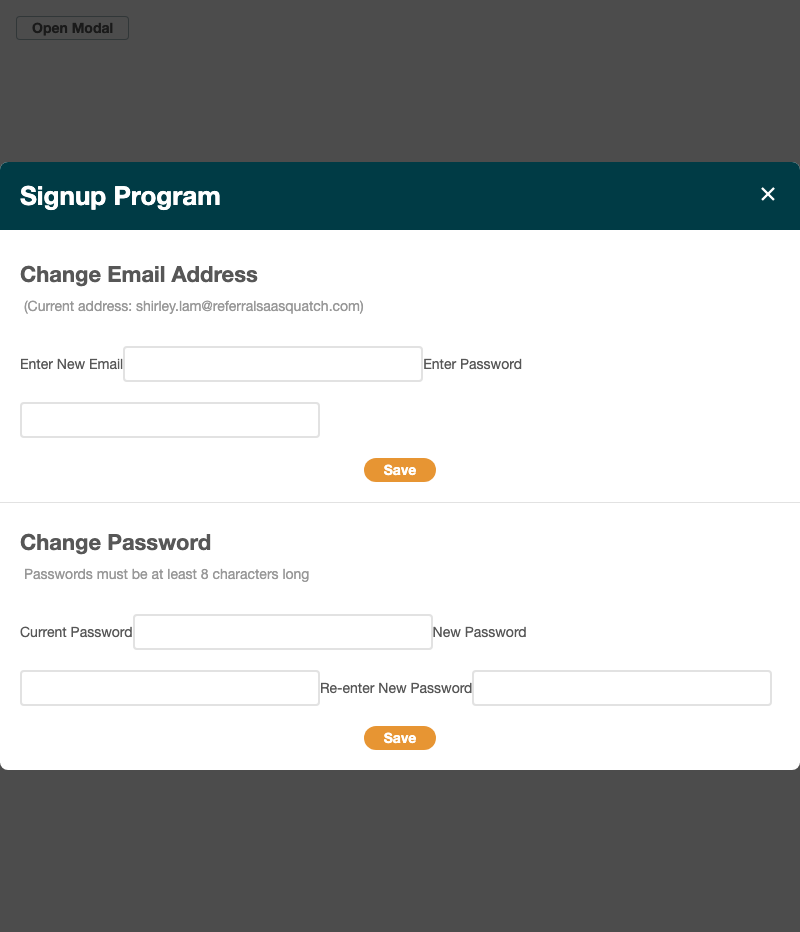 Open Modal
Signup Program
Change Email Address
(Current address: shirley.lam@referralsaasquatch.com)
Enter New Email Enter Password
Save
Change Password
Passwords must be at least 8 characters long
Current Password New Password
Re-enter New Password
Save